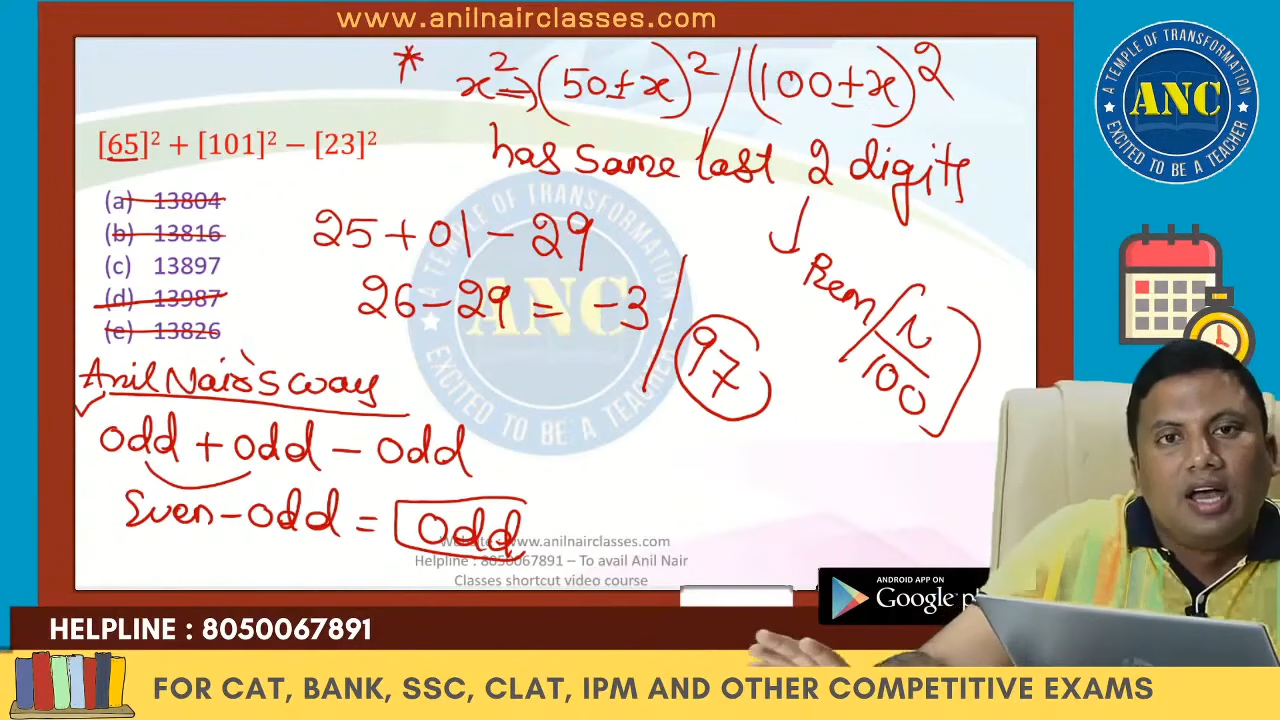 www.anilnairclasses.com
* x² ⇒ (50 ± x)² / (100 ± x)²
has same last 2 digits
[65]² + [101]² − [23]²
(a) 13804
(b) 13816
(c) 13897
(d) 13987
(e) 13826
25 + 01 − 29
26 − 29 = −3 / 97
Rem [ n/100 ]
Anil Nair's way
Odd + Odd − Odd
Even − Odd = Odd
ANC
Website : www.anilnairclasses.com
Helpline : 8050067891 – To avail Anil Nair
Classes shortcut video course
A TEMPLE OF TRANSFORMATION
ANC
EXCITED TO BE A TEACHER
ANDROID APP ON
Google p
HELPLINE : 8050067891
FOR CAT, BANK, SSC, CLAT, IPM AND OTHER COMPETITIVE EXAMS